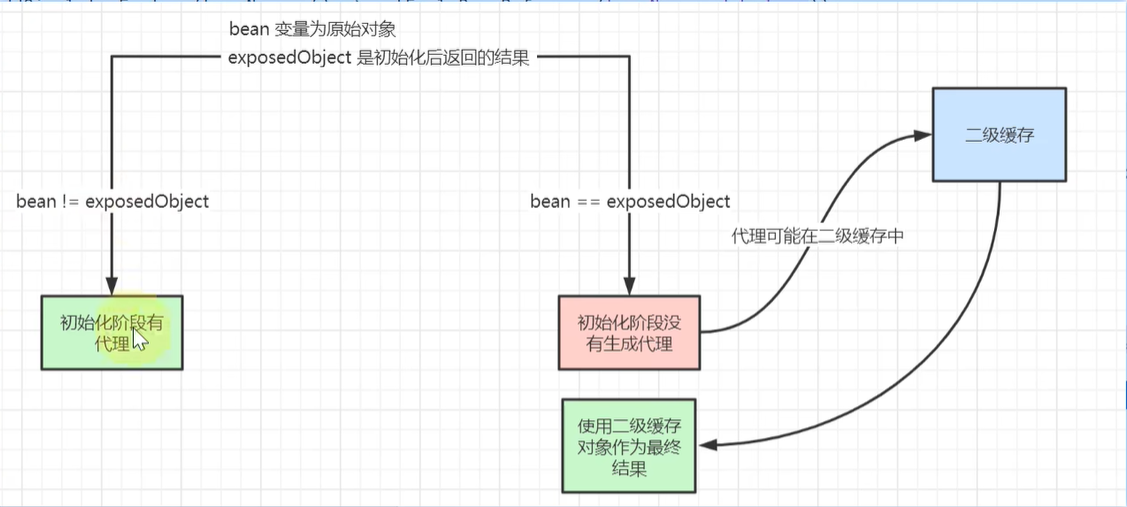 bean 变量为原始对象
exposedObject 是初始化后返回的结果
二级缓存
bean != exposedObject
bean == exposedObject
代理可能在二级缓存中
初始化阶段有
代理
初始化阶段没
有生成代理
使用二级缓存
对象作为最终
结果